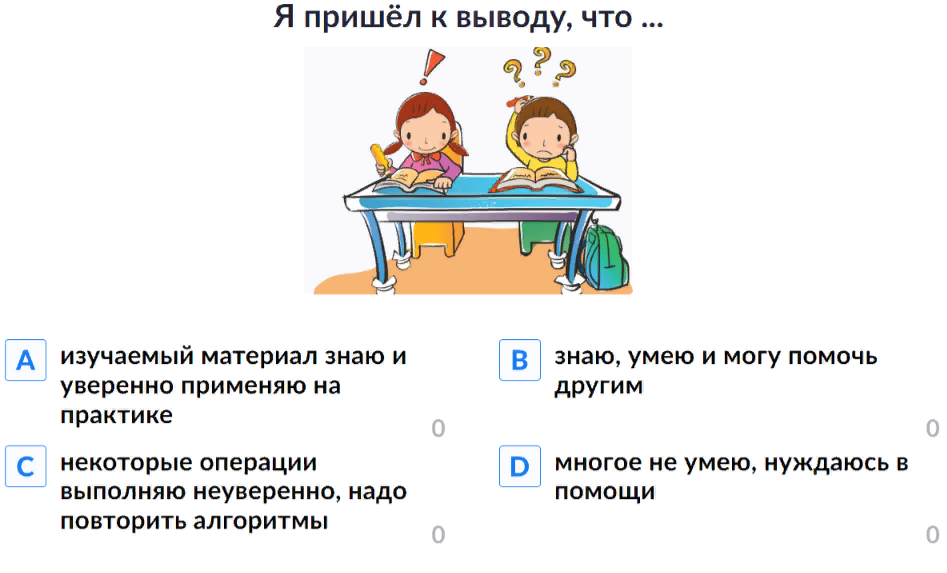 Я пришёл к выводу, что ...
A
изучаемый материал знаю и
уверенно применяю на
практике
0
B
знаю, умею и могу помочь
другим
0
C
некоторые операции
выполняю неуверенно, надо
повторить алгоритмы
0
D
многое не умею, нуждаюсь в
помощи
0